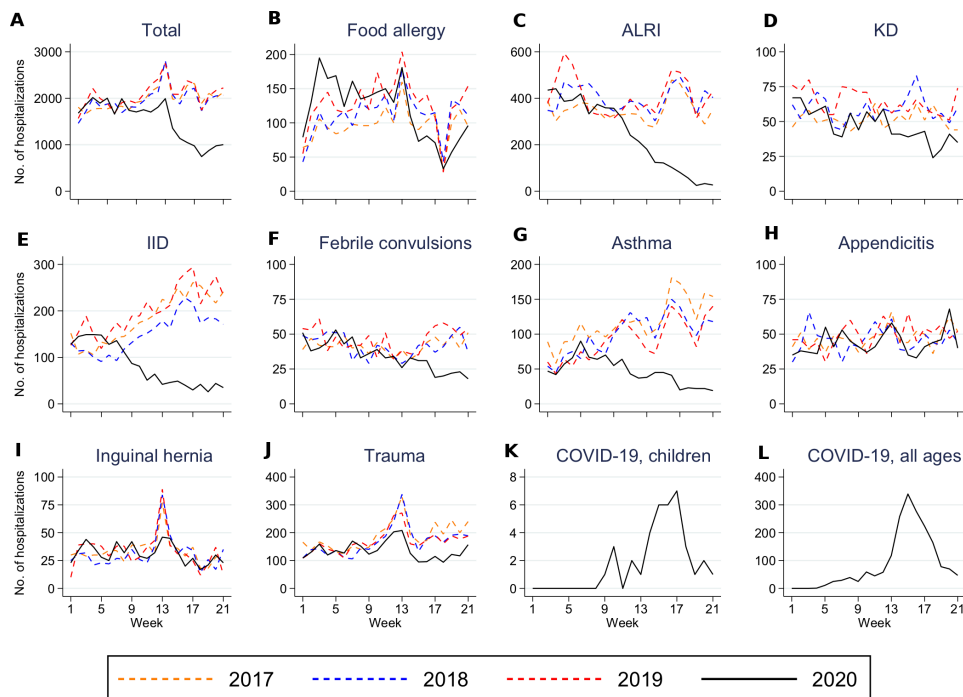 A Total
B Food allergy
C ALRI
D KD
No. of hospitalizations
3000
2000
1000
0
200
150
100
50
0
600
400
200
0
100
75
50
25
0
E IID
F Febrile convulsions
G Asthma
H Appendicitis
No. of hospitalizations
300
200
100
0
100
75
50
25
0
200
150
100
50
0
100
75
50
25
0
I Inguinal hernia
J Trauma
K COVID-19, children
L COVID-19, all ages
No. of hospitalizations
100
75
50
25
0
400
300
200
100
0
8
6
4
2
0
400
300
200
100
0
1 5 9 13 17 21
1 5 9 13 17 21
1 5 9 13 17 21
1 5 9 13 17 21
Week Week Week Week
2017 2018 2019 2020